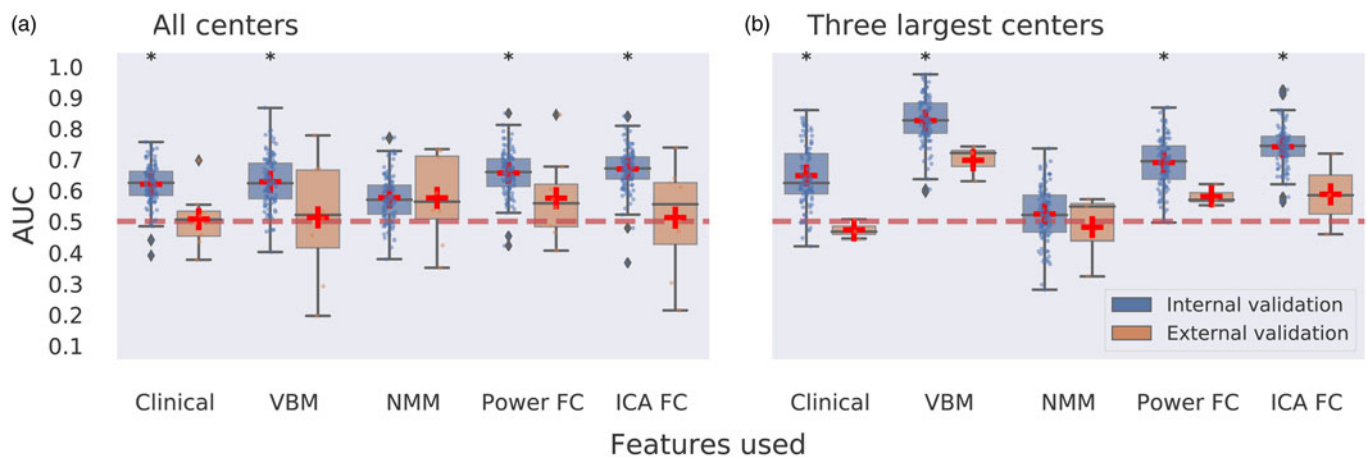 (a) All centers
(b) Three largest centers
* * * *
* * * *
AUC
1.0
0.9
0.8
0.7
0.6
0.5
0.4
0.3
0.2
0.1
Internal validation
External validation
Clinical VBM NMM Power FC ICA FC
Clinical VBM NMM Power FC ICA FC
Features used